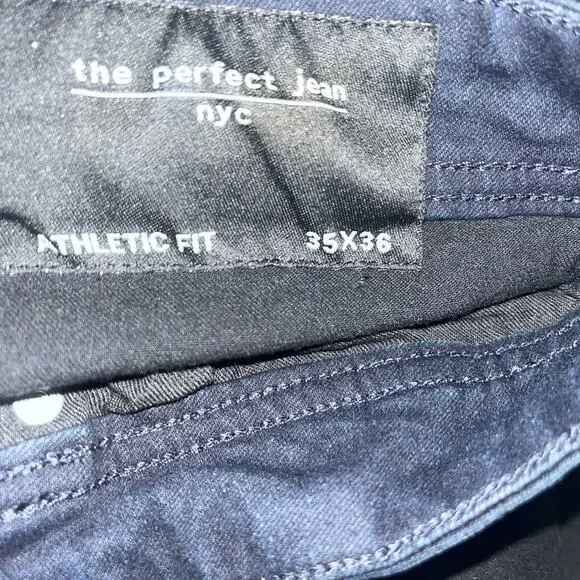 the perfect jean
nyc
ATHLETIC FIT 35X36